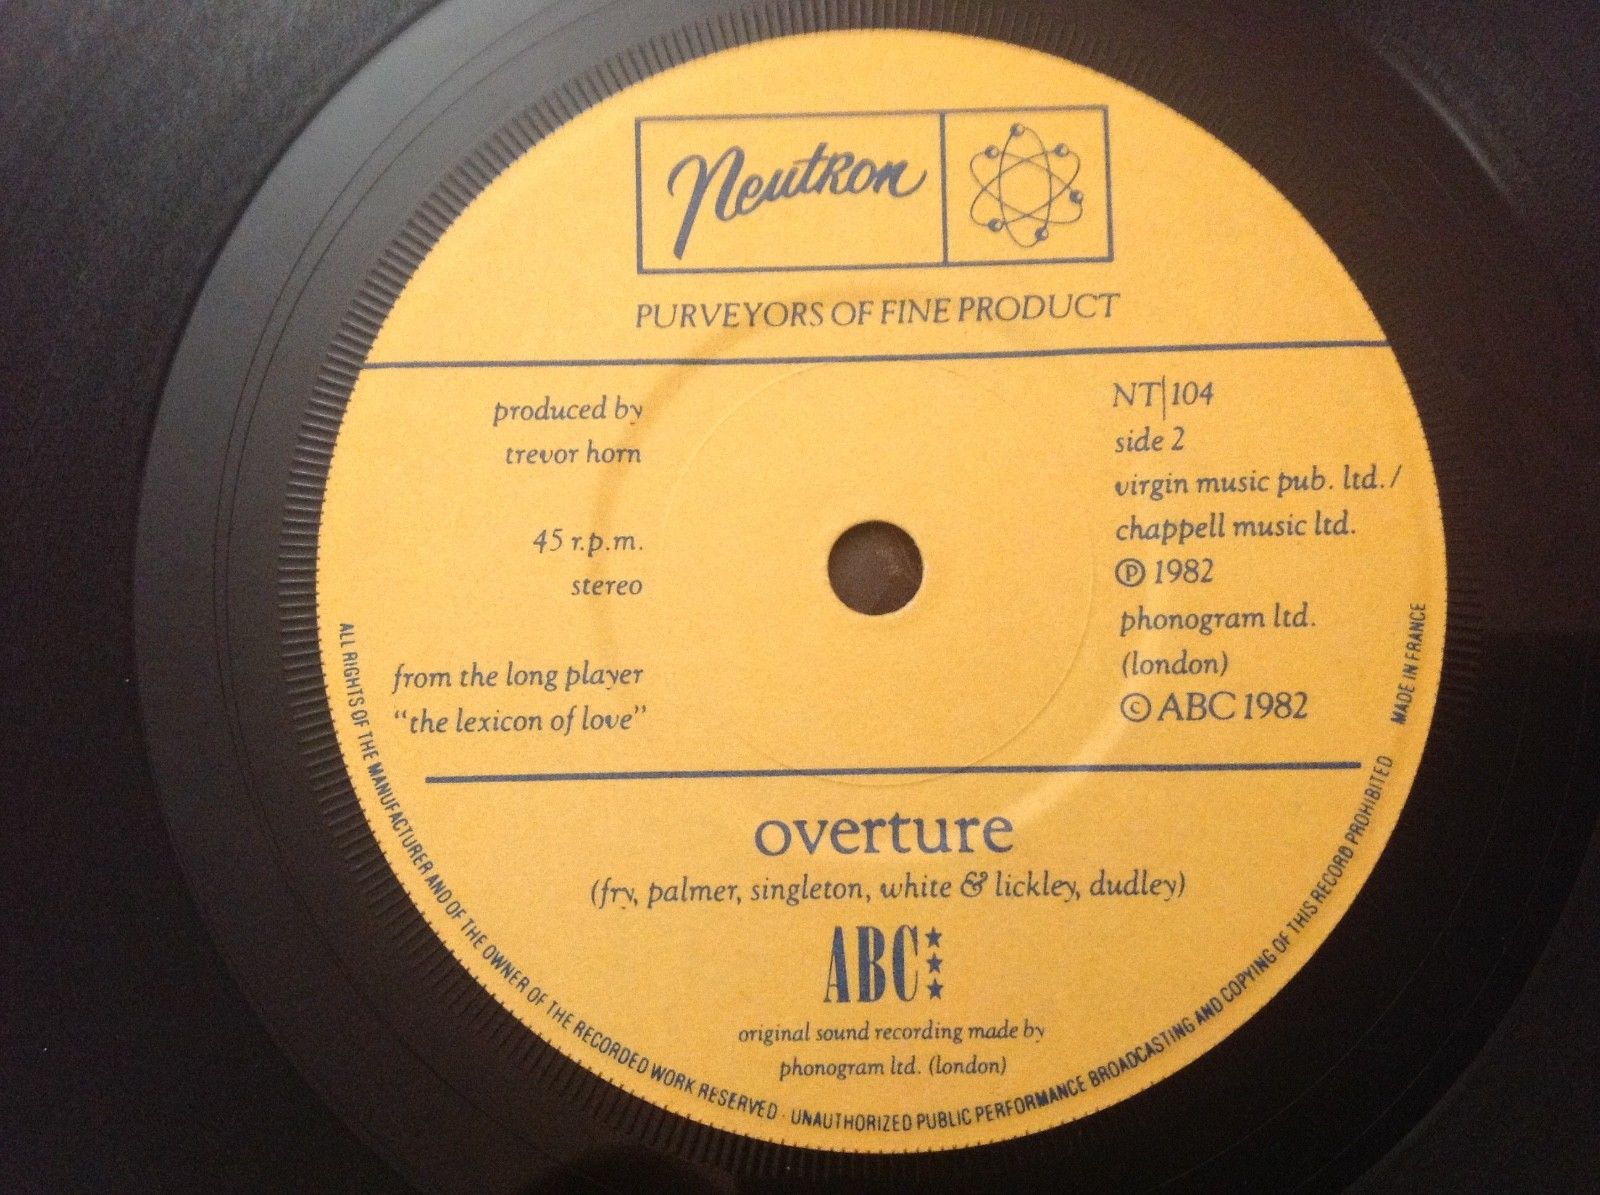 Neutron
PURVEYORS OF FINE PRODUCT
produced by
trevor horn
45 r.p.m.
stereo
from the long player
"the lexicon of love"
NT|104
side 2
virgin music pub. ltd. /
chappell music ltd.
℗ 1982
phonogram ltd.
(london)
© ABC 1982
overture
(fry, palmer, singleton, white & lickley, dudley)
ABC
original sound recording made by
phonogram ltd. (london)
ALL RIGHTS OF THE MANUFACTURER AND OF THE OWNER OF THE RECORDED WORK RESERVED · UNAUTHORIZED PUBLIC PERFORMANCE BROADCASTING AND COPYING OF THIS RECORD PROHIBITED MADE IN FRANCE